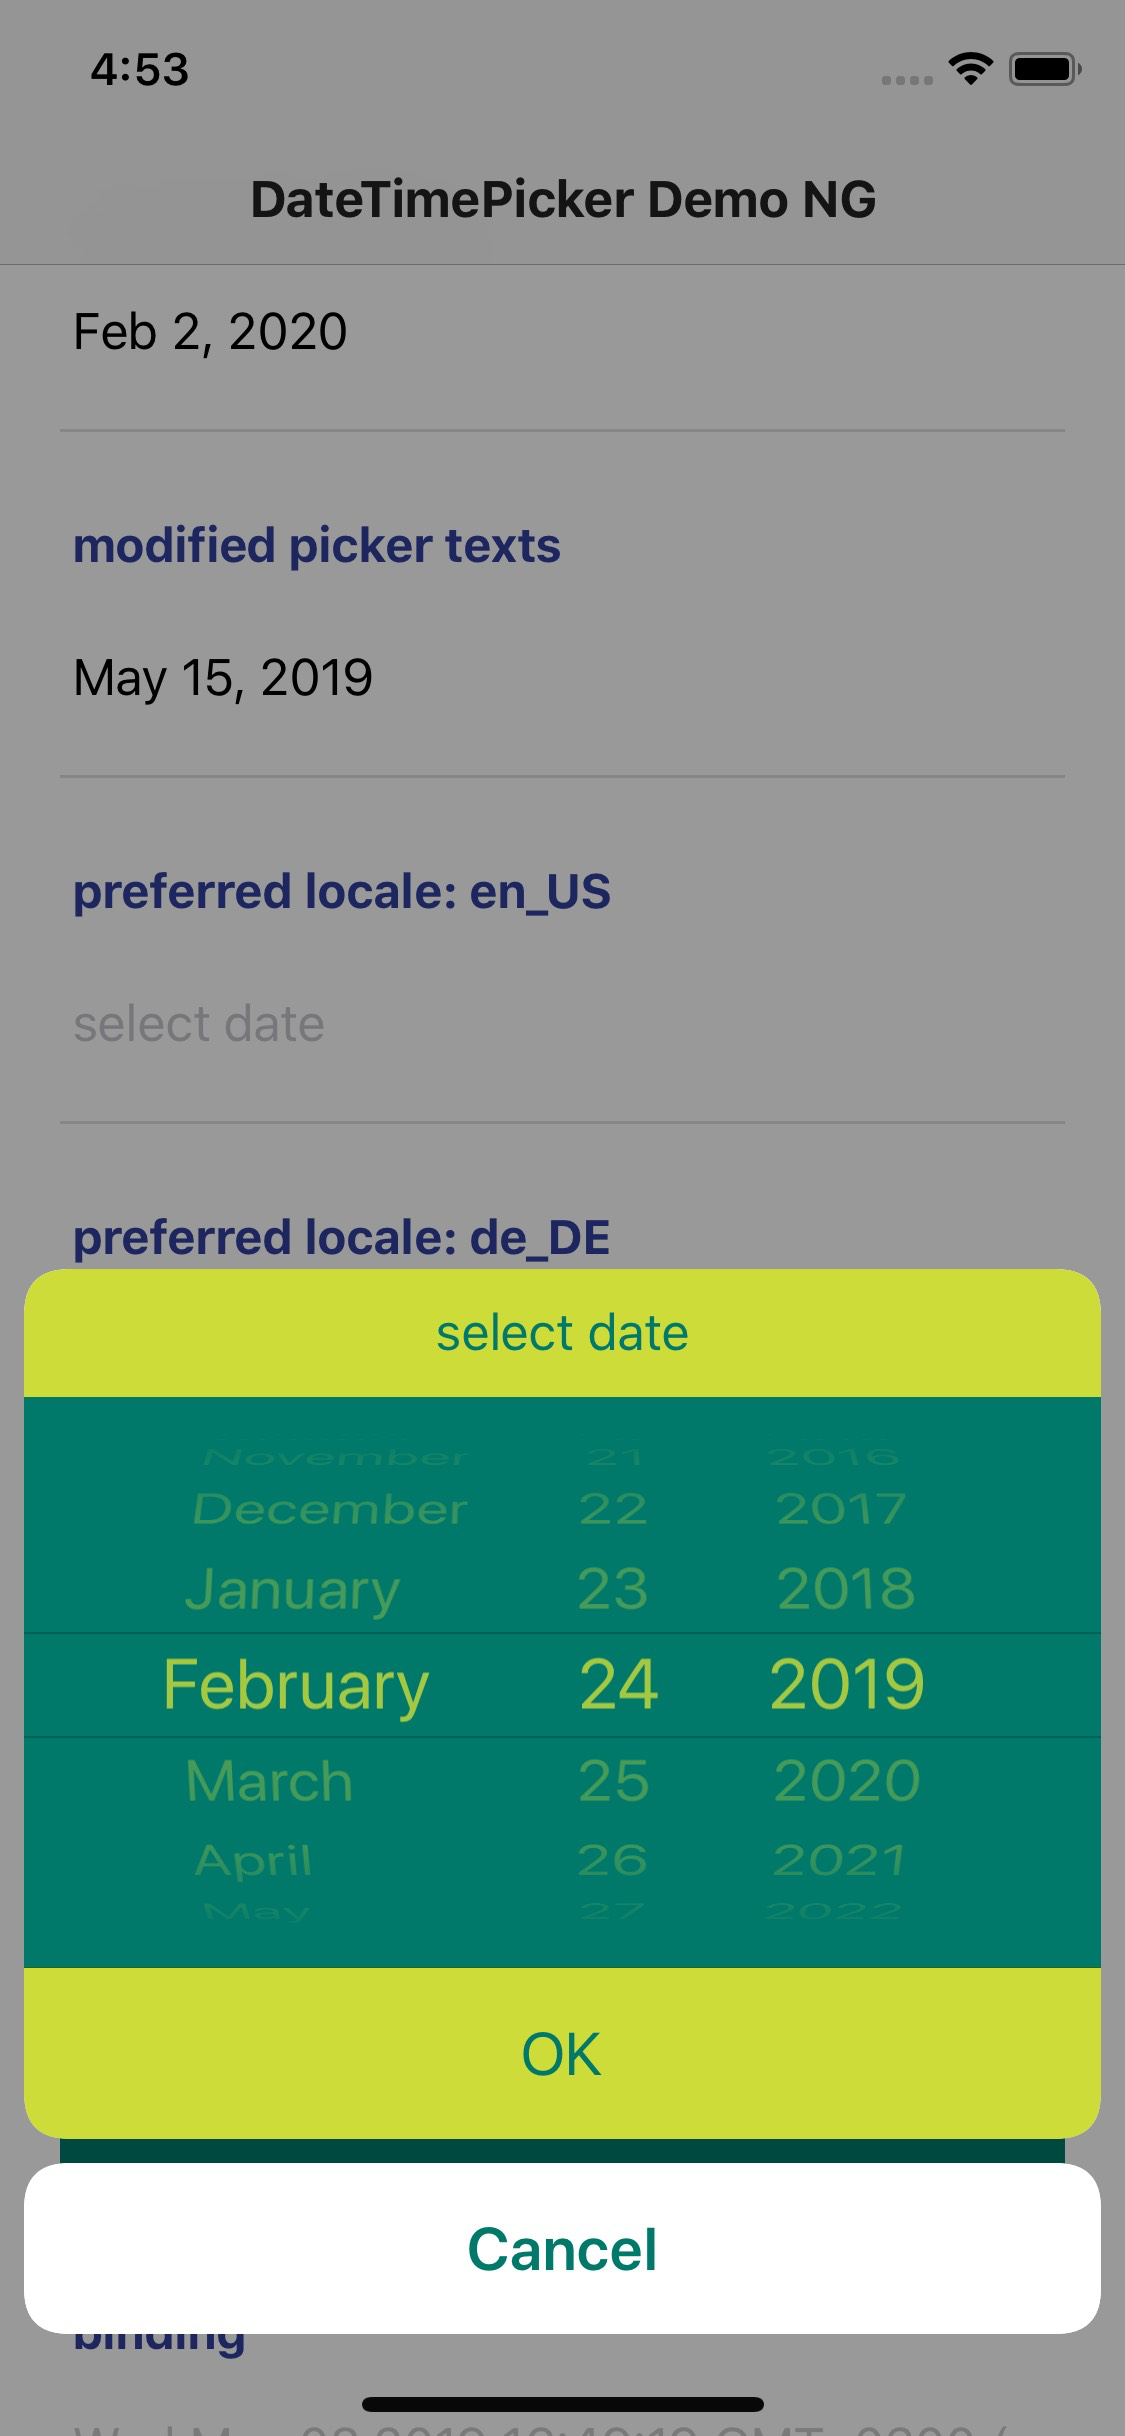 4:53
DateTimePicker Demo NG
Feb 2, 2020
modified picker texts
May 15, 2019
preferred locale: en_US
select date
preferred locale: de_DE
select date
November 21 2016
December 22 2017
January 23 2018
February 24 2019
March 25 2020
April 26 2021
May 27 2022
OK
Cancel
binding